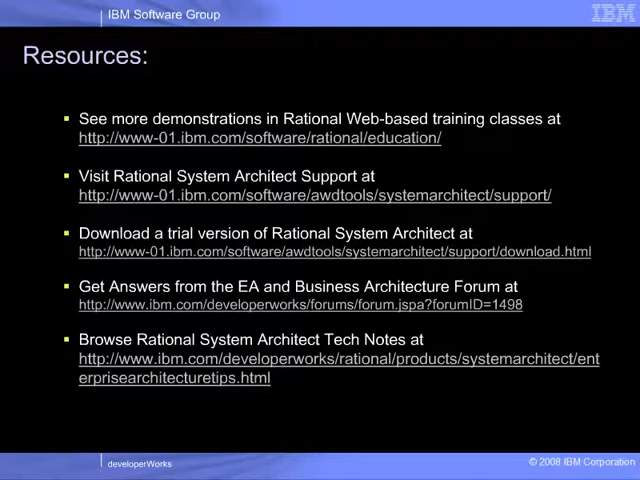 IBM Software Group
IBM
Resources:
See more demonstrations in Rational Web-based training classes at
http://www-01.ibm.com/software/rational/education/
Visit Rational System Architect Support at
http://www-01.ibm.com/software/awdtools/systemarchitect/support/
Download a trial version of Rational System Architect at
http://www-01.ibm.com/software/awdtools/systemarchitect/support/download.html
Get Answers from the EA and Business Architecture Forum at
http://www.ibm.com/developerworks/forums/forum.jspa?forumID=1498
Browse Rational System Architect Tech Notes at
http://www.ibm.com/developerworks/rational/products/systemarchitect/ent
erprisearchitecturetips.html
developerWorks
© 2008 IBM Corporation